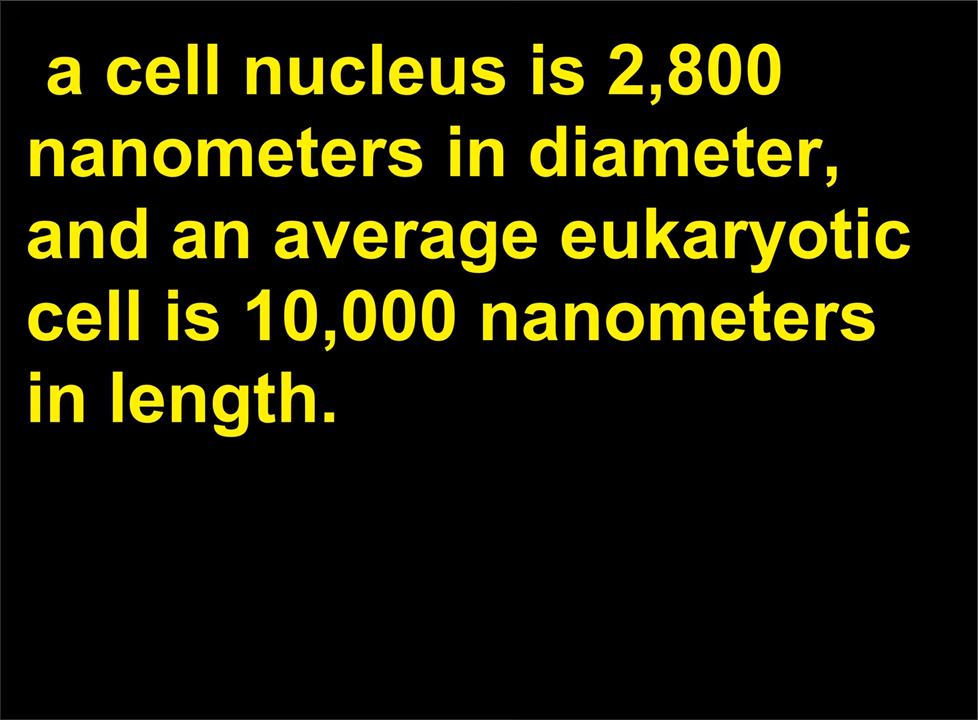 a cell nucleus is 2,800
nanometers in diameter,
and an average eukaryotic
cell is 10,000 nanometers
in length.